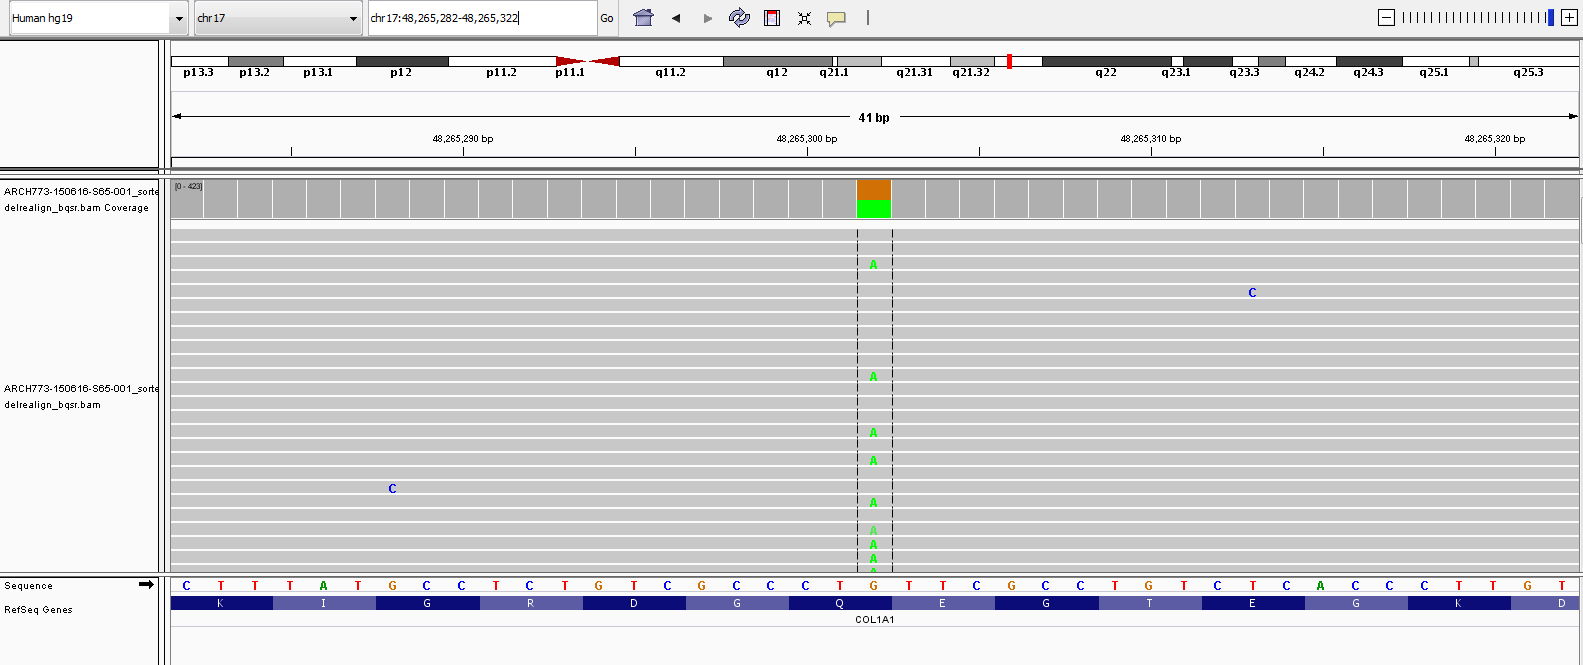 Human hg19 chr17 chr17:48,265,282-48,265,322 Go
p13.3 p13.2 p13.1 p12 p11.2 p11.1 q11.2 q12 q21.1 q21.31 q21.32 q22 q23.1 q23.3 q24.2 q24.3 q25.1 q25.3
41 bp
48,265,290 bp 48,265,300 bp 48,265,310 bp 48,265,320 bp
[0 - 423]
ARCH773-150616-S65-001_sorte
delrealign_bqsr.bam Coverage
A
C
A
ARCH773-150616-S65-001_sorte
delrealign_bqsr.bam
A
A
C
A
A
A
A
Sequence C T T T A T G C C T C T G T C G C C C T G T T C G C C T G T C T C A C C C T T G T
RefSeq Genes K I G R D G Q E G T E G K D
COL1A1